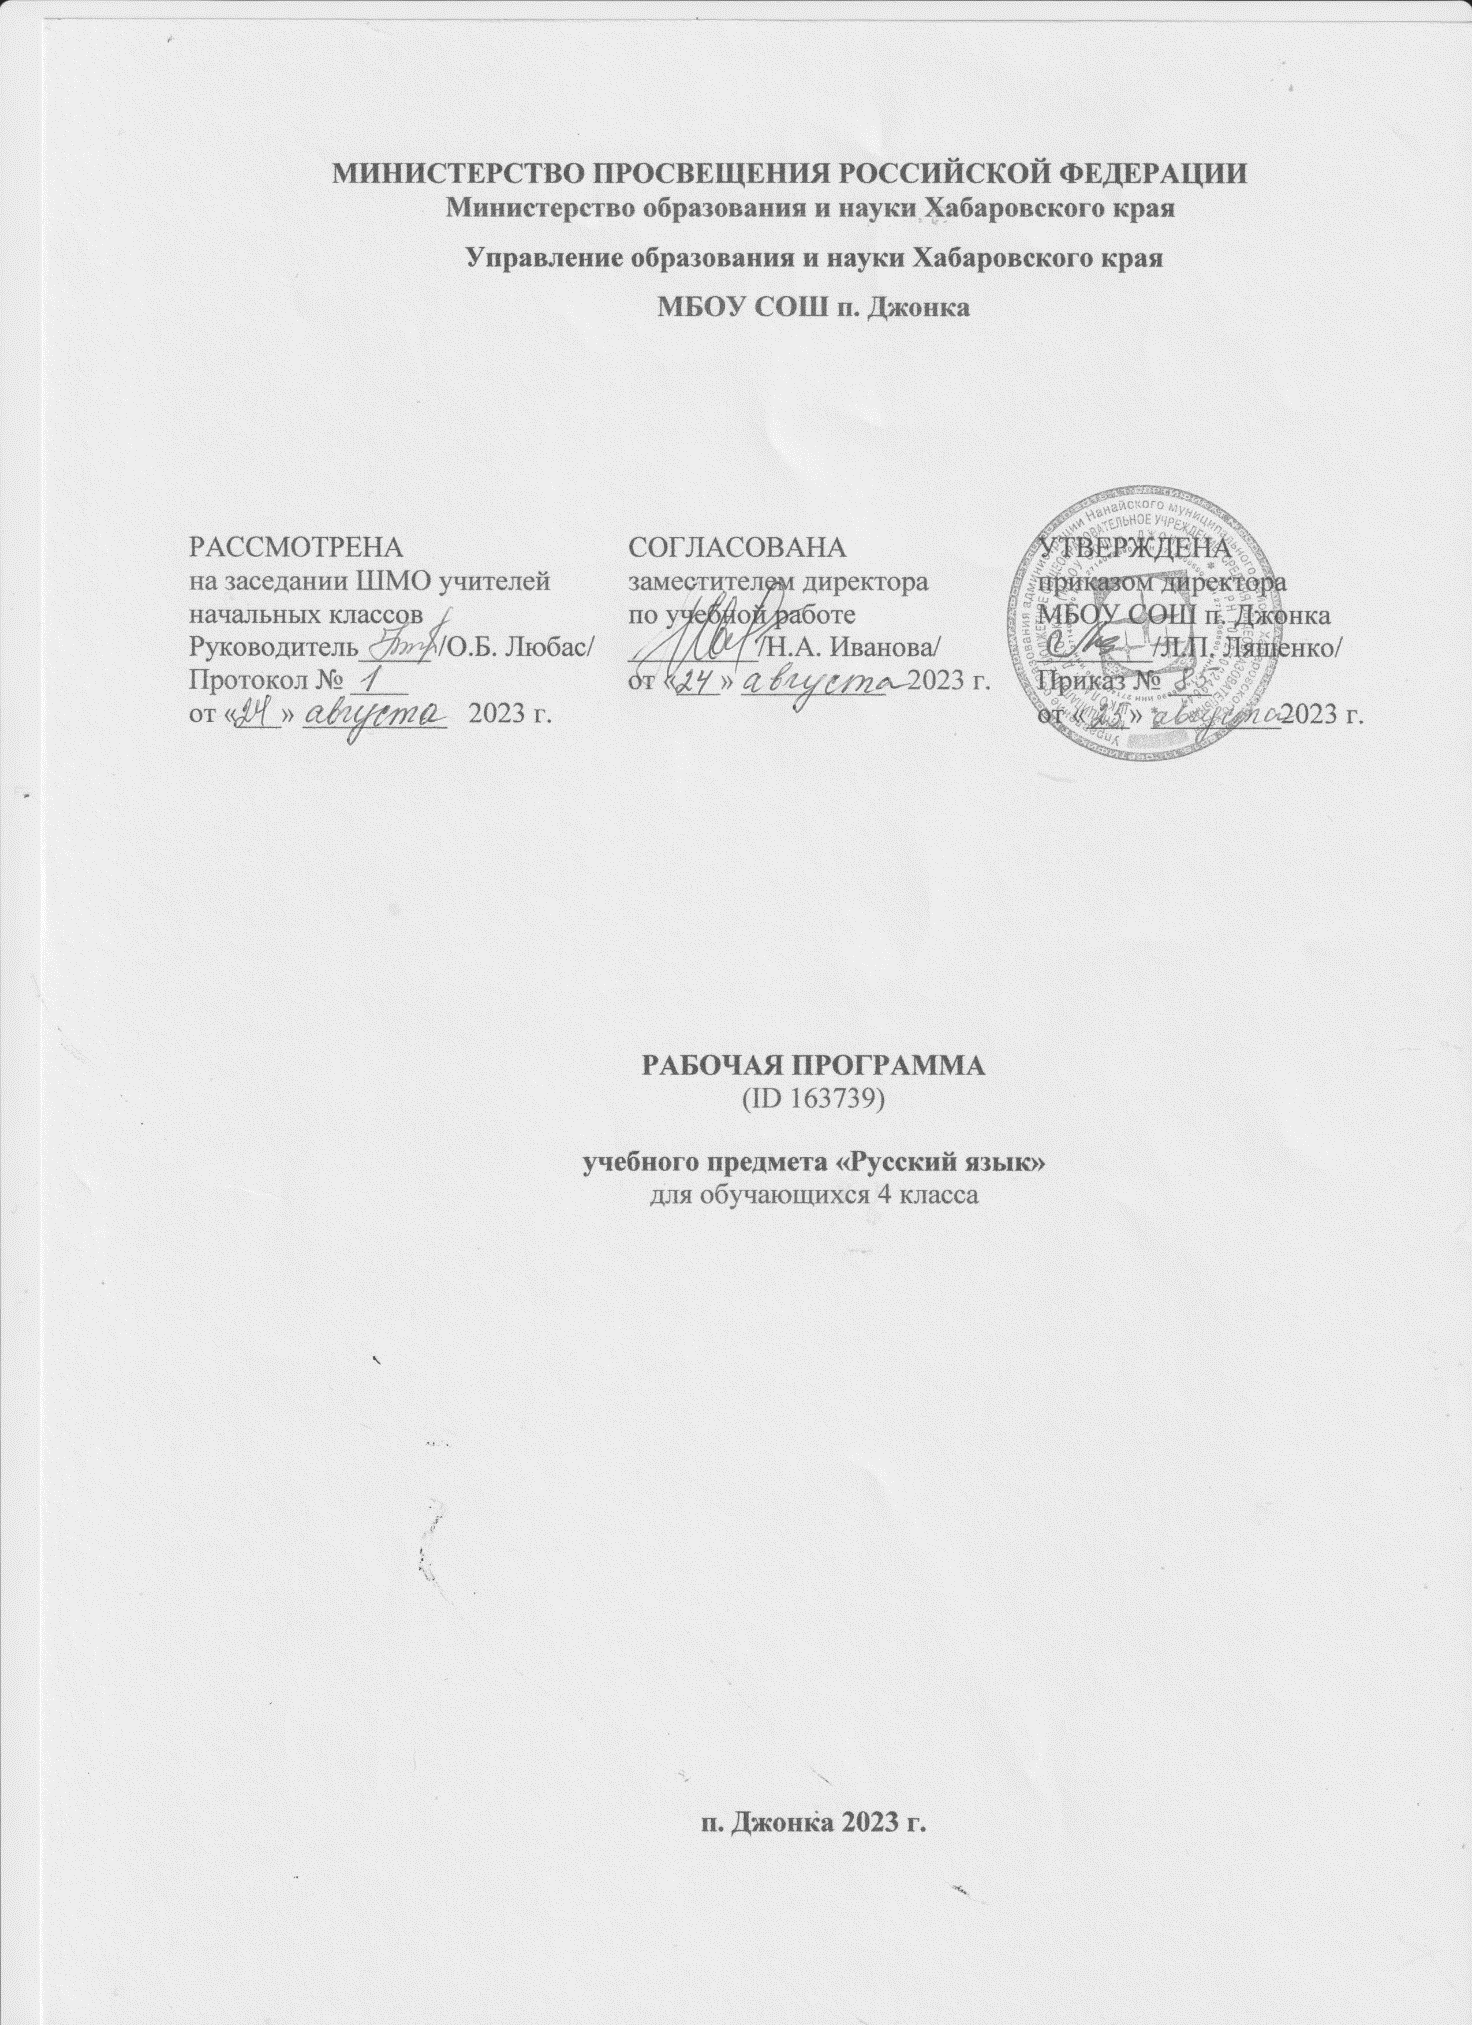 МИНИСТЕРСТВО ПРОСВЕЩЕНИЯ РОССИЙСКОЙ ФЕДЕРАЦИИ
Министерство образования и науки Хабаровского края
Управление образования и науки Хабаровского края
МБОУ СОШ п. Джонка
РАССМОТРЕНА
на заседании ШМО учителей
начальных классов
Руководитель /О.Б. Любас/
Протокол № 1
от «24» августа 2023 г.
СОГЛАСОВАНА
заместителем директора
по учебной работе
/Н.А. Иванова/
от «24» августа 2023 г.
УТВЕРЖДЕНА
приказом директора
МБОУ СОШ п. Джонка
/Л.П. Лященко/
Приказ №
от «25» августа 2023 г.
РАБОЧАЯ ПРОГРАММА
(ID 163739)
учебного предмета «Русский язык»
для обучающихся 4 класса
п. Джонка 2023 г.